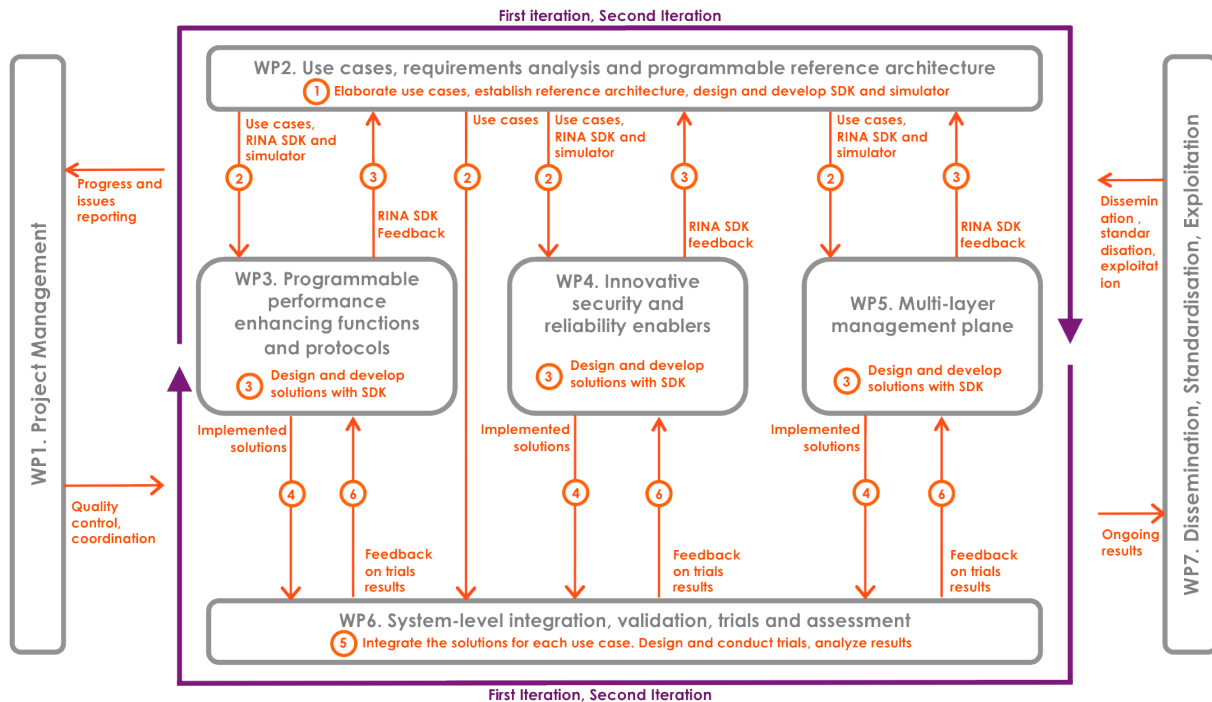 First iteration, Second Iteration
WP1. Project Management
WP2. Use cases, requirements analysis and programmable reference architecture
1 Elaborate use cases, establish reference architecture, design and develop SDK and simulator
Use cases,
RINA SDK and
simulator
2
3
RINA SDK
Feedback
Use cases
2
Use cases,
RINA SDK and
simulator
2
3
RINA SDK
feedback
Use cases,
RINA SDK and
simulator
2
3
RINA SDK
feedback
Progress and
issues
reporting
Dissemin
ation ,
standar
disation,
exploitat
ion
WP3. Programmable
performance
enhancing functions
and protocols
3 Design and develop
solutions with SDK
WP4. Innovative
security and
reliability enablers
3 Design and develop
solutions with SDK
WP5. Multi-layer
management plane
3 Design and develop
solutions with SDK
Implemented
solutions
4
6
Feedback
on trials
results
Implemented
solutions
4
6
Feedback
on trials
results
Implemented
solutions
4
6
Feedback
on trials
results
Quality
control,
coordination
Ongoing
results
WP6. System-level integration, validation, trials and assessment
5 Integrate the solutions for each use case. Design and conduct trials, analyze results
WP7. Dissemination, Standardisation, Exploitation
First Iteration, Second Iteration